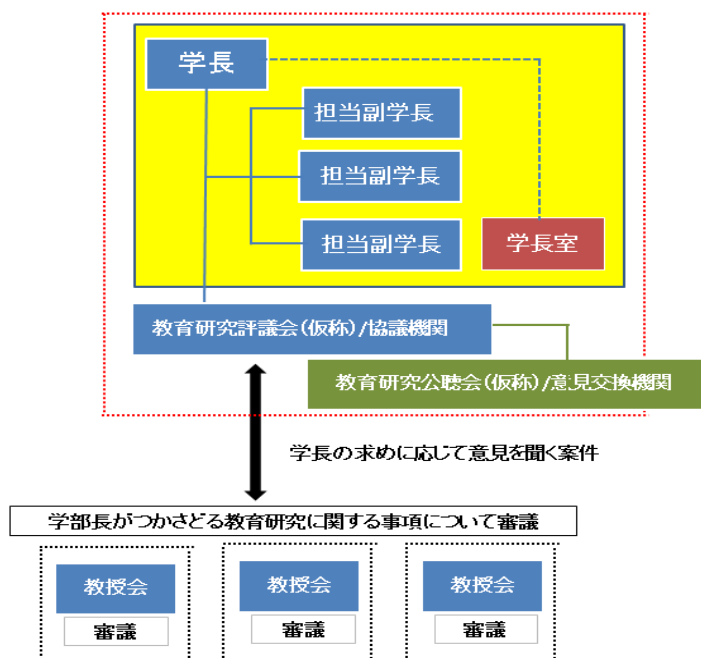 学長
担当副学長
担当副学長
担当副学長
学長室
教育研究評議会(仮称)/協議機関
教育研究公聴会(仮称)/意見交換機関
学長の求めに応じて意見を聞く案件
学部長がつかさどる教育研究に関する事項について審議
教授会
教授会
教授会
審議
審議
審議